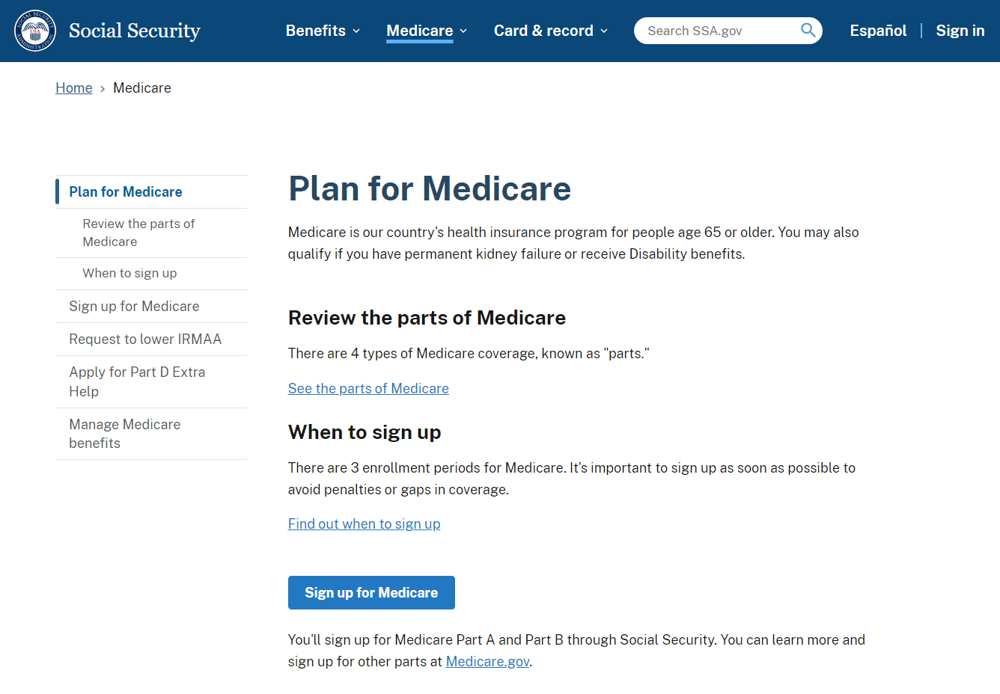 Social Security
Benefits
Medicare
Card & record
Search SSA.gov
Español
Sign in
Home > Medicare
Plan for Medicare
Review the parts of
Medicare
When to sign up
Sign up for Medicare
Request to lower IRMAA
Apply for Part D Extra
Help
Manage Medicare
benefits
Plan for Medicare
Medicare is our country's health insurance program for people age 65 or older. You may also
qualify if you have permanent kidney failure or receive Disability benefits.
Review the parts of Medicare
There are 4 types of Medicare coverage, known as "parts."
See the parts of Medicare
When to sign up
There are 3 enrollment periods for Medicare. It's important to sign up as soon as possible to
avoid penalties or gaps in coverage.
Find out when to sign up
Sign up for Medicare
You'll sign up for Medicare Part A and Part B through Social Security. You can learn more and
sign up for other parts at Medicare.gov.